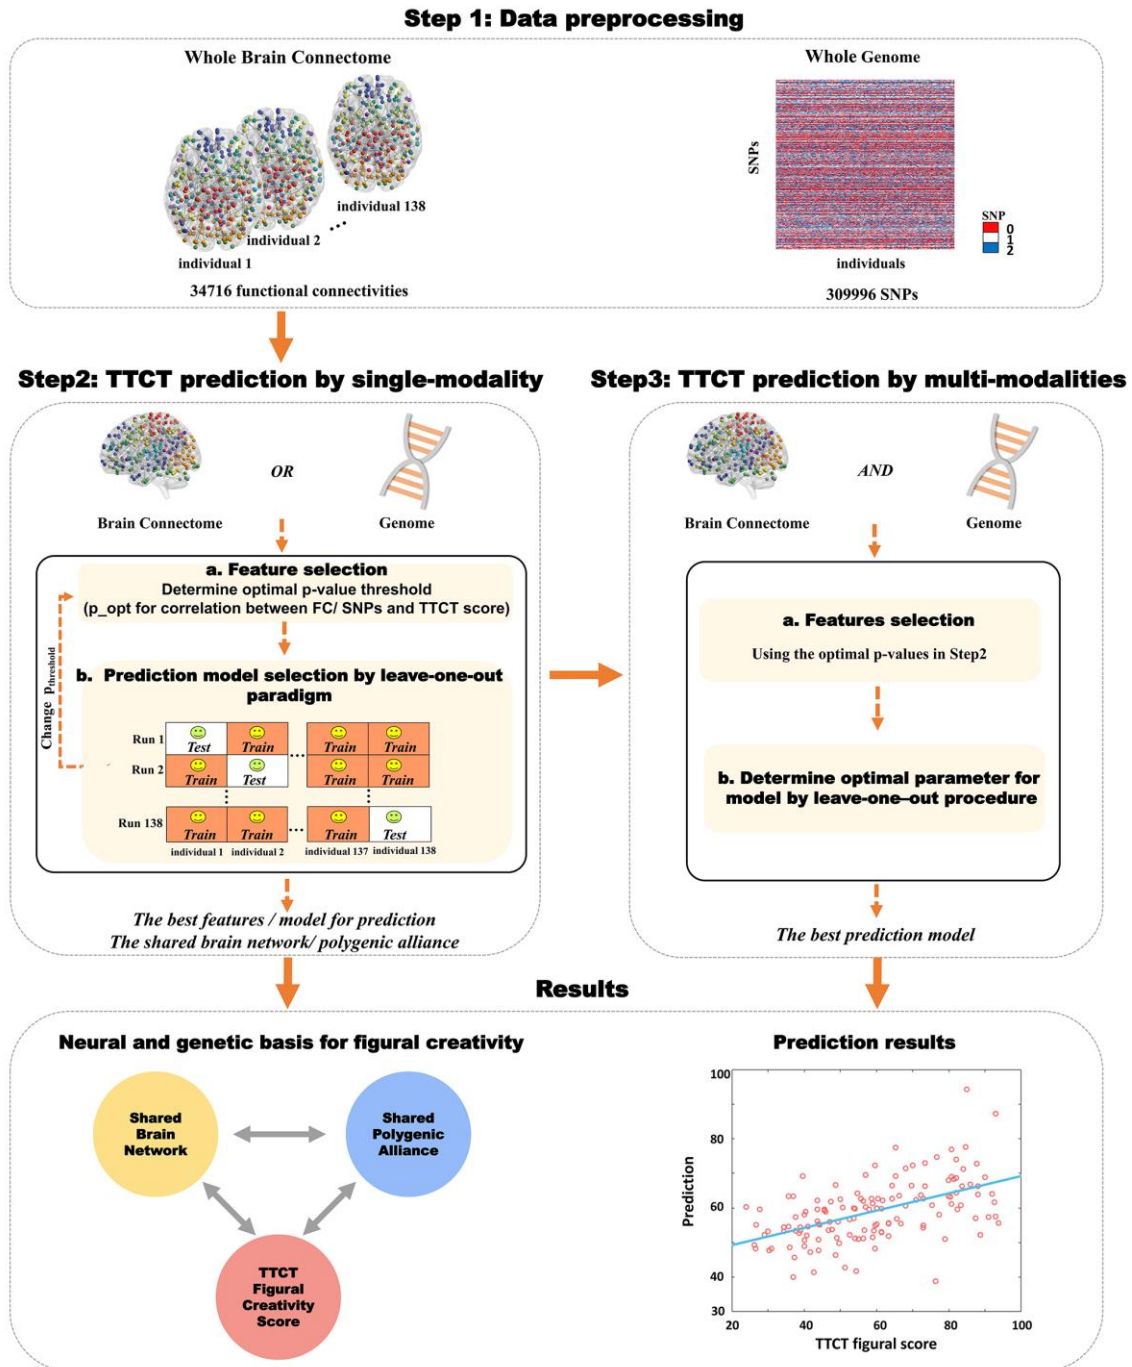 Step 1: Data preprocessing
Whole Brain Connectome
individual 1
individual 2
individual 138
34716 functional connectivities
Whole Genome
SNPs
individuals
SNP
0
1
2
309996 SNPs
Step2: TTCT prediction by single-modality
OR
Brain Connectome
Genome
a. Feature selection
Determine optimal p-value threshold
(p_opt for correlation between FC/ SNPs and TTCT score)
Change pthreshold
b. Prediction model selection by leave-one-out
paradigm
Run 1
Test Train ... Train Train
Run 2
Train Test Train Train
Run 138
Train Train ... Train Test
individual 1 individual 2 individual 137 individual 138
The best features / model for prediction
The shared brain network/ polygenic alliance
Step3: TTCT prediction by multi-modalities
AND
Brain Connectome
Genome
a. Features selection
Using the optimal p-values in Step2
b. Determine optimal parameter for
model by leave-one–out procedure
The best prediction model
Results
Neural and genetic basis for figural creativity
Shared
Brain
Network
Shared
Polygenic
Alliance
TTCT
Figural
Creativity
Score
Prediction results
Prediction
100
80
60
40
30
20 40 60 80 100
TTCT figural score